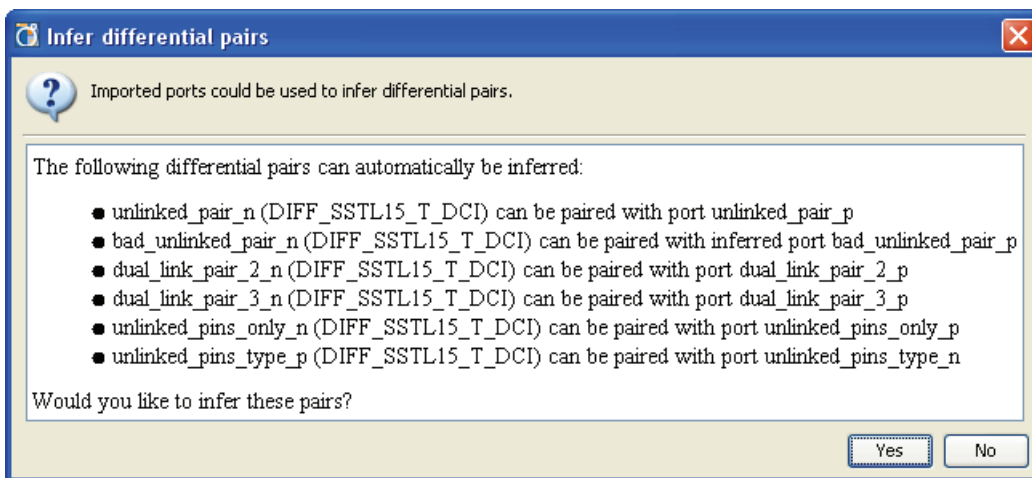 Infer differential pairs
Imported ports could be used to infer differential pairs.
The following differential pairs can automatically be inferred:
● unlinked_pair_n (DIFF_SSTL15_T_DCI) can be paired with port unlinked_pair_p
● bad_unlinked_pair_n (DIFF_SSTL15_T_DCI) can be paired with inferred port bad_unlinked_pair_p
● dual_link_pair_2_n (DIFF_SSTL15_T_DCI) can be paired with port dual_link_pair_2_p
● dual_link_pair_3_n (DIFF_SSTL15_T_DCI) can be paired with port dual_link_pair_3_p
● unlinked_pins_only_n (DIFF_SSTL15_T_DCI) can be paired with port unlinked_pins_only_p
● unlinked_pins_type_p (DIFF_SSTL15_T_DCI) can be paired with port unlinked_pins_type_n
Would you like to infer these pairs?
Yes No